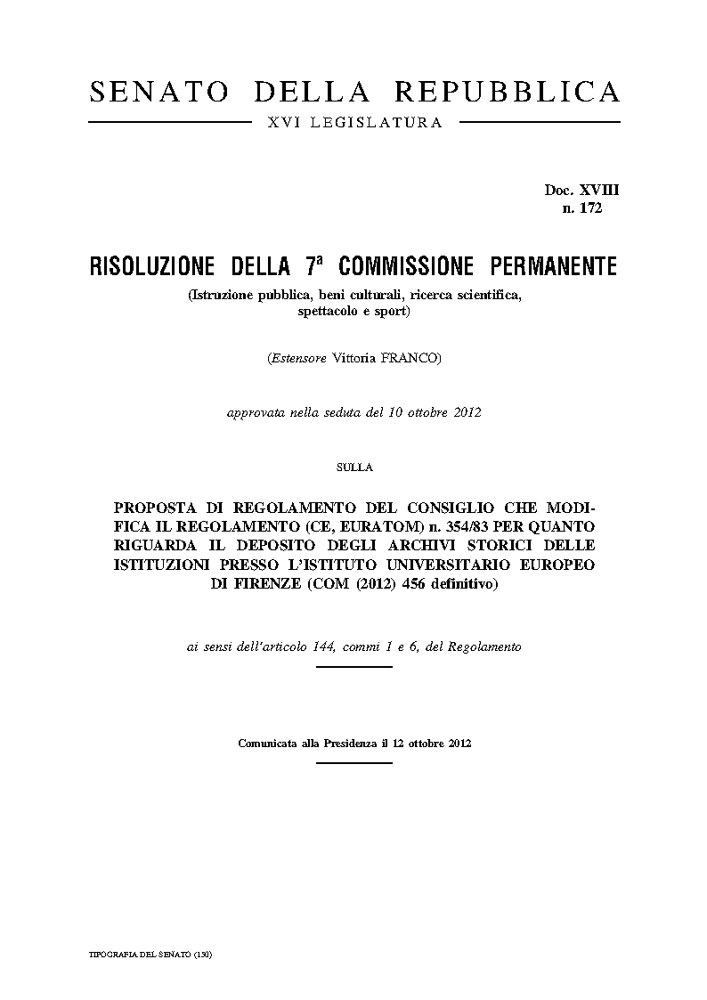 SENATO DELLA REPUBBLICA
XVI LEGISLATURA
Doc. XVIII
n. 172
RISOLUZIONE DELLA 7ª COMMISSIONE PERMANENTE
(Istruzione pubblica, beni culturali, ricerca scientifica,
spettacolo e sport)
(Estensore Vittoria FRANCO)
approvata nella seduta del 10 ottobre 2012
SULLA
PROPOSTA DI REGOLAMENTO DEL CONSIGLIO CHE MODI-
FICA IL REGOLAMENTO (CE, EURATOM) n. 354/83 PER QUANTO
RIGUARDA IL DEPOSITO DEGLI ARCHIVI STORICI DELLE
ISTITUZIONI PRESSO L'ISTITUTO UNIVERSITARIO EUROPEO
DI FIRENZE (COM (2012) 456 definitivo)
ai sensi dell'articolo 144, commi 1 e 6, del Regolamento
Comunicata alla Presidenza il 12 ottobre 2012
TIPOGRAFIA DEL SENATO (150)